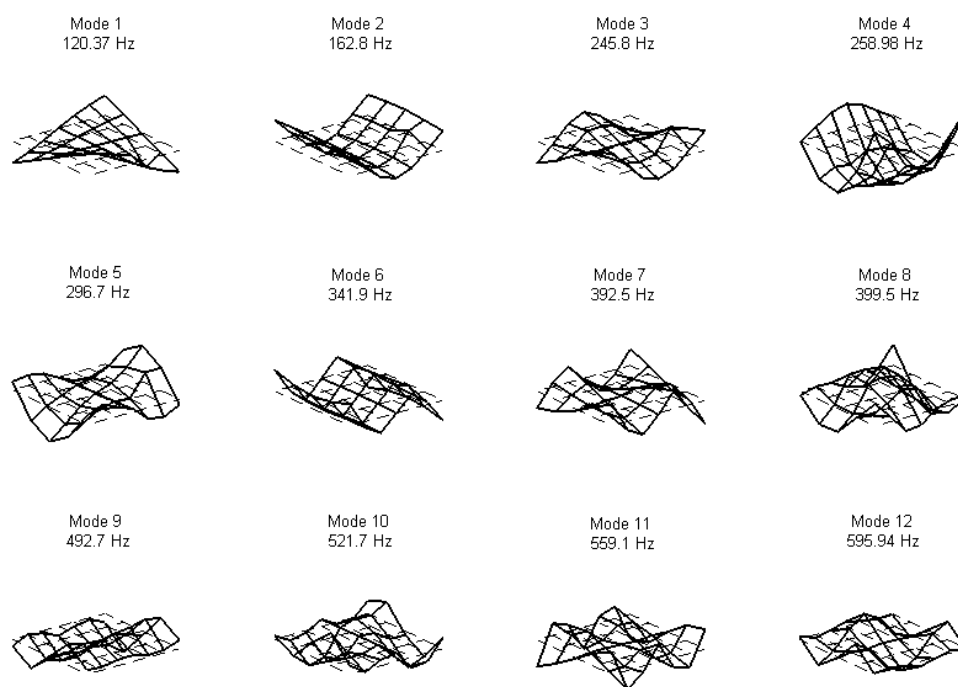 Mode 1
120.37 Hz
Mode 2
162.8 Hz
Mode 3
245.8 Hz
Mode 4
258.98 Hz
Mode 5
296.7 Hz
Mode 6
341.9 Hz
Mode 7
392.5 Hz
Mode 8
399.5 Hz
Mode 9
492.7 Hz
Mode 10
521.7 Hz
Mode 11
559.1 Hz
Mode 12
595.94 Hz